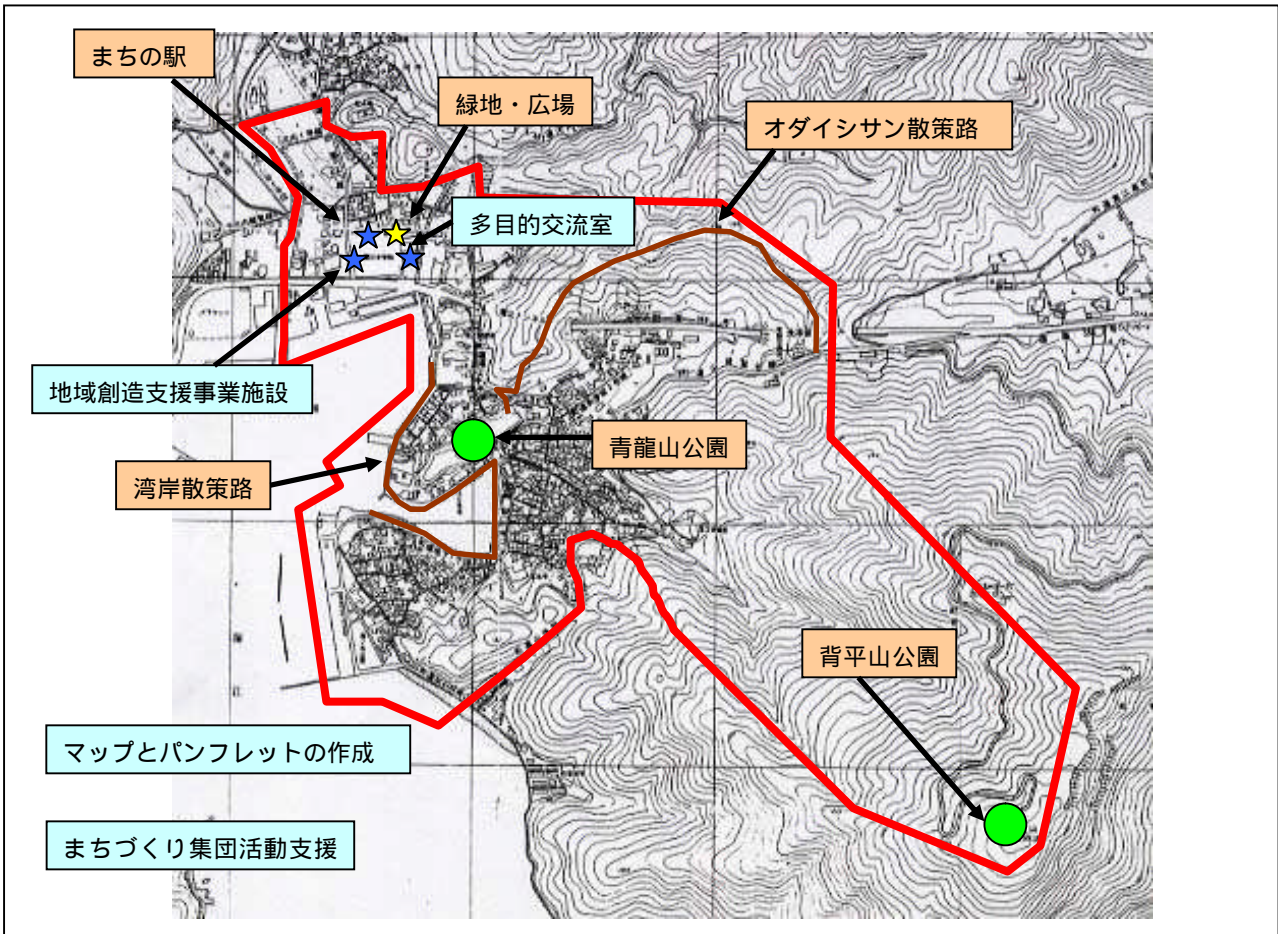 まちの駅
緑地・広場
オダイシサン散策路
多目的交流室
地域創造支援事業施設
青龍山公園
湾岸散策路
背平山公園
マップとパンフレットの作成
まちづくり集団活動支援